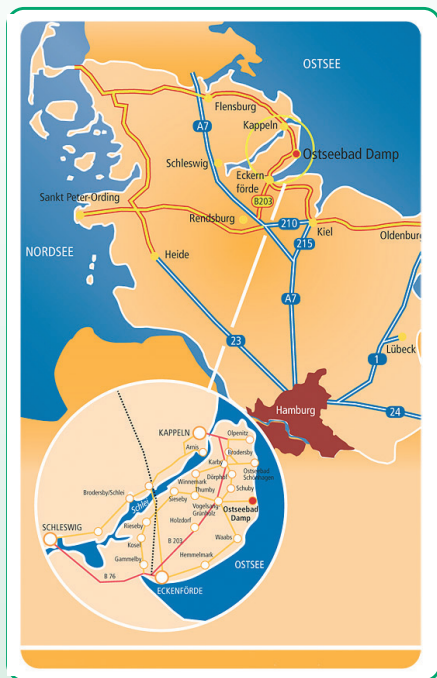 OSTSEE
Flensburg
Kappeln
A7
Ostseebad Damp
Schleswig
Eckern-
förde
B203
Sankt Peter-Ording
Rendsburg
210
Kiel
Oldenburg
215
NORDSEE
Heide
A7
23
1
Lübeck
Hamburg
24
KAPPELN
Olpenitz
Arnis
Brodersby
Karby
Ostseebad
Schönhagen
Dörphof
Winnemark
Schuby
Thumby
Brodersby/Schlei
Schlei
Sieseby
Vogelsang-
Grünholz
Ostseebad
Damp
Rieseby
Holzdorf
SCHLESWIG
Kosel
B 203
Waabs
Gammelby
Hemmelmark
OSTSEE
B 76
ECKENFÖRDE